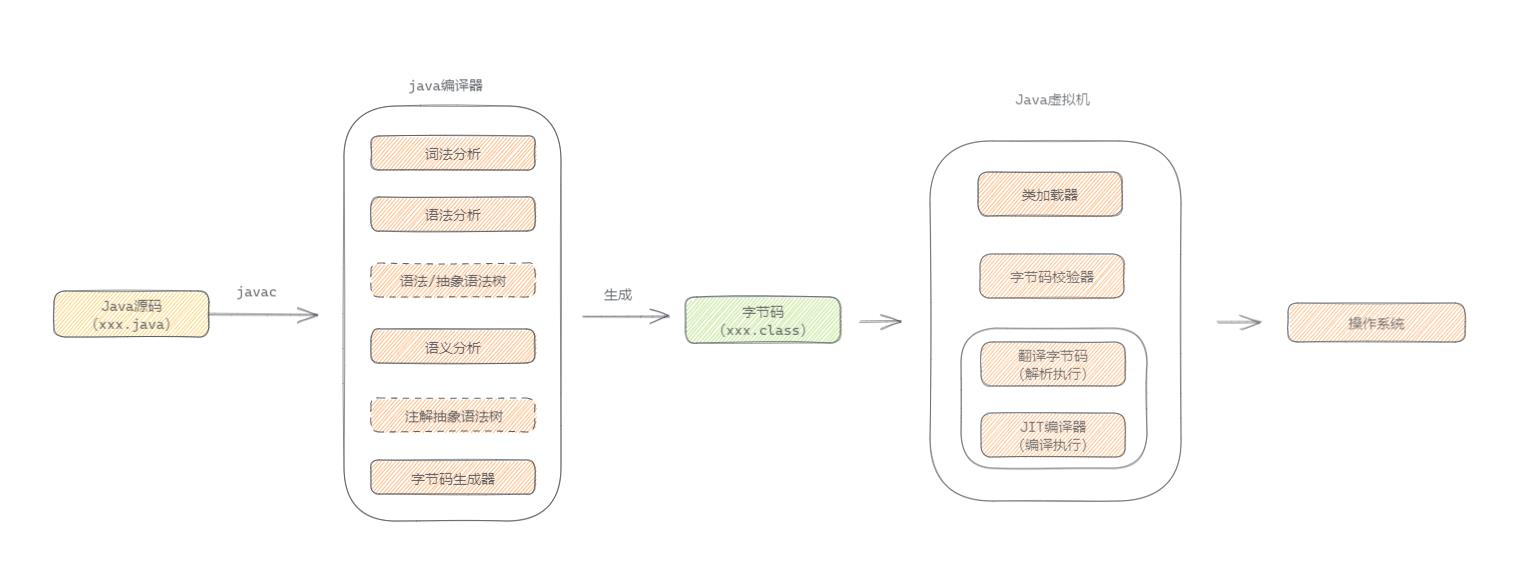 Java源码
（xxx.java）
javac
java编译器
词法分析
语法分析
语法/抽象语法树
语义分析
注解抽象语法树
字节码生成器
生成
字节码
（xxx.class）
Java虚拟机
类加载器
字节码校验器
翻译字节码
（解析执行）
JIT编译器
（编译执行）
操作系统